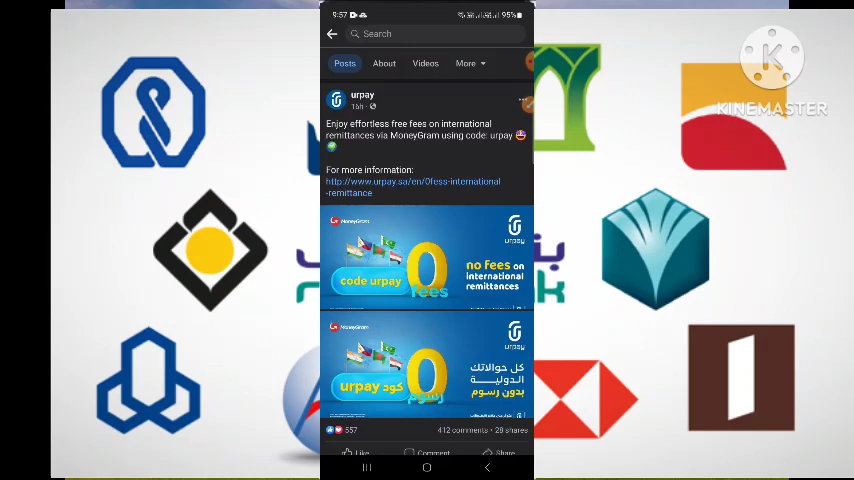 9:57
95%
Search
Posts About Videos More
urpay
16h
Enjoy effortless free fees on international
remittances via MoneyGram using code: urpay
For more information:
http://www.urpay.sa/en/0fess-international
-remittance
MoneyGram
urpay
code urpay
0
fees
no fees on
international
remittances
MoneyGram
urpay
كود urpay
0
رسوم
كل حوالاتك
الدولية
بدون رسوم
557
412 comments • 28 shares
Like Comment Share
KINEMASTER